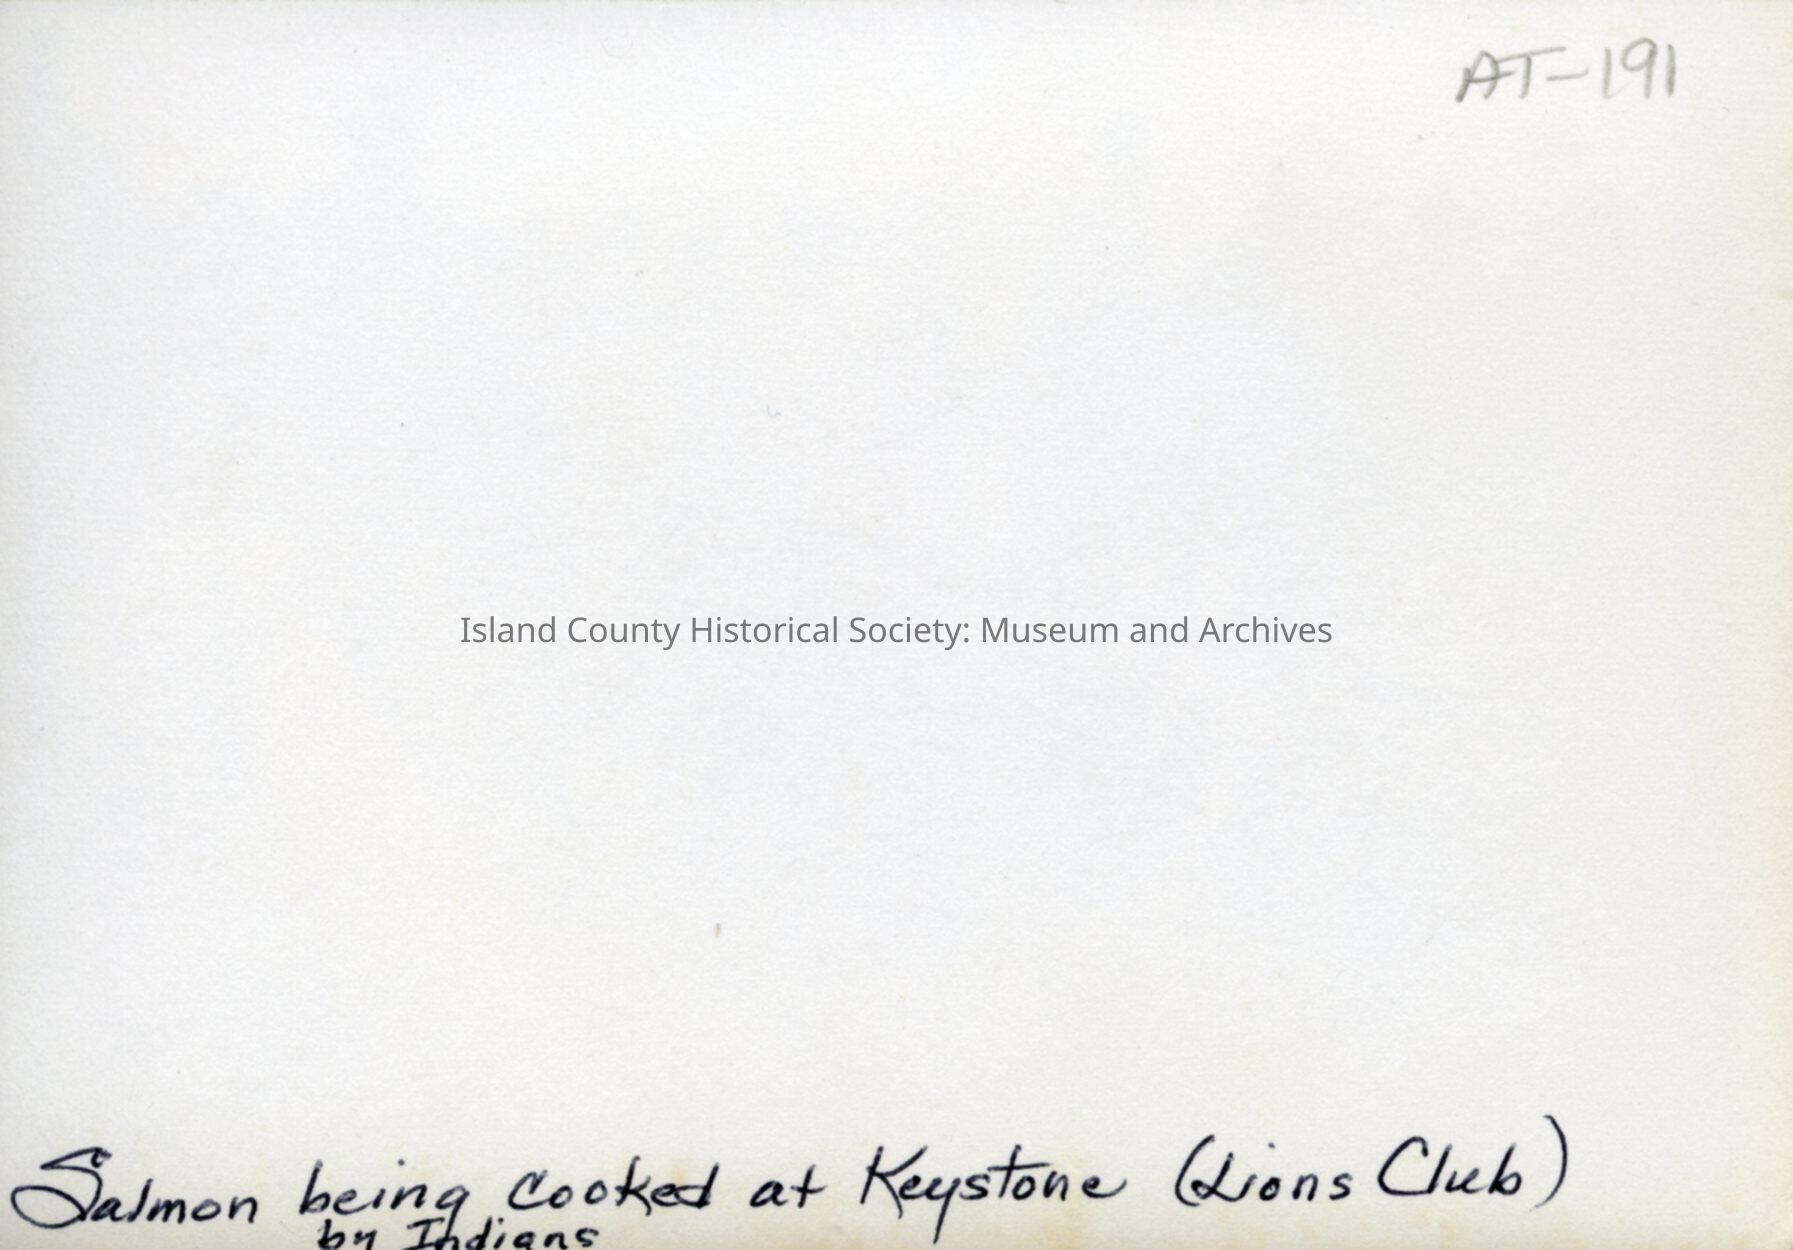 AT-191
Island County Historical Society: Museum and Archives
Salmon being cooked at Keystone (Lions Club)
by Indians